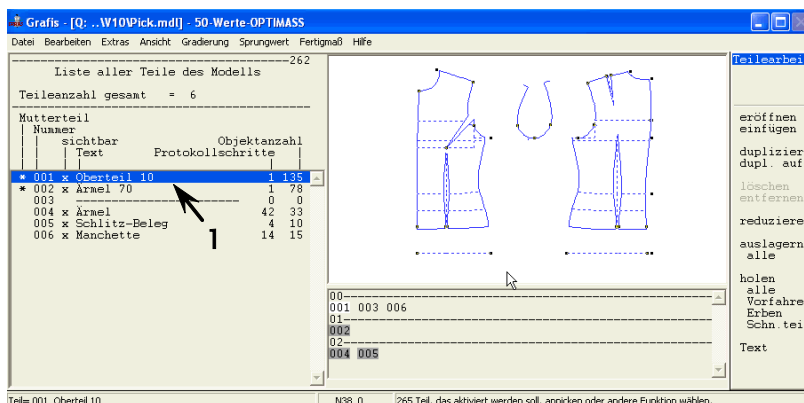 Grafis - [Q: ..\V10\Pick.mdl] - 50-Werte-OPTIMASS
Datei Bearbeiten Extras Ansicht Gradierung Sprungwert Fertigmaß Hilfe
262
Liste aller Teile des Modells
Teileanzahl gesamt = 6
Mutterteil
| Nummer
| | sichtbar Objektanzahl
| | | Text Protokollschritte |
* 001 x Oberteil 10 1 135
* 002 x Ärmel 70 1 78
003 ------------------------ 0 0
004 x Ärmel 42 33
005 x Schlitz-Beleg 4 10
006 x Manchette 14 15
1
00
001 003 006
01
002
02
004 005
Teilearbei
eröffnen
einfügen
duplizier
dupl. auf
löschen
entfernen
reduziere
auslagern
alle
holen
alle
Vorfahre
Erben
Schn.tei
Text
Teil= 001 Oberteil 10 N38 0 265 Teil, das aktiviert werden soll, anpicken oder andere Funktion wählen.